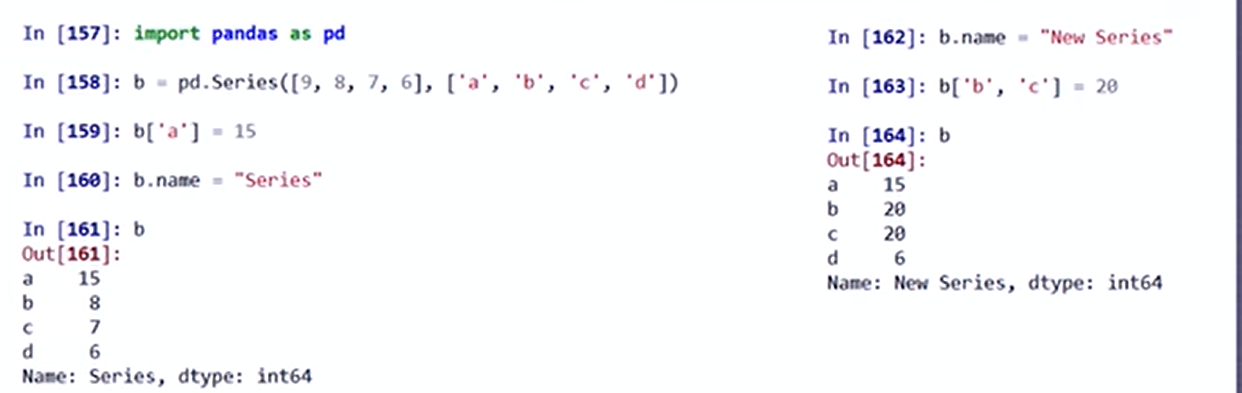 In [157]: import pandas as pd
In [158]: b = pd.Series([9, 8, 7, 6], ['a', 'b', 'c', 'd'])
In [159]: b['a'] = 15
In [160]: b.name = "Series"
In [161]: b
Out[161]:
a    15
b     8
c     7
d     6
Name: Series, dtype: int64
In [162]: b.name = "New Series"
In [163]: b['b', 'c'] = 20
In [164]: b
Out[164]:
a    15
b    20
c    20
d     6
Name: New Series, dtype: int64